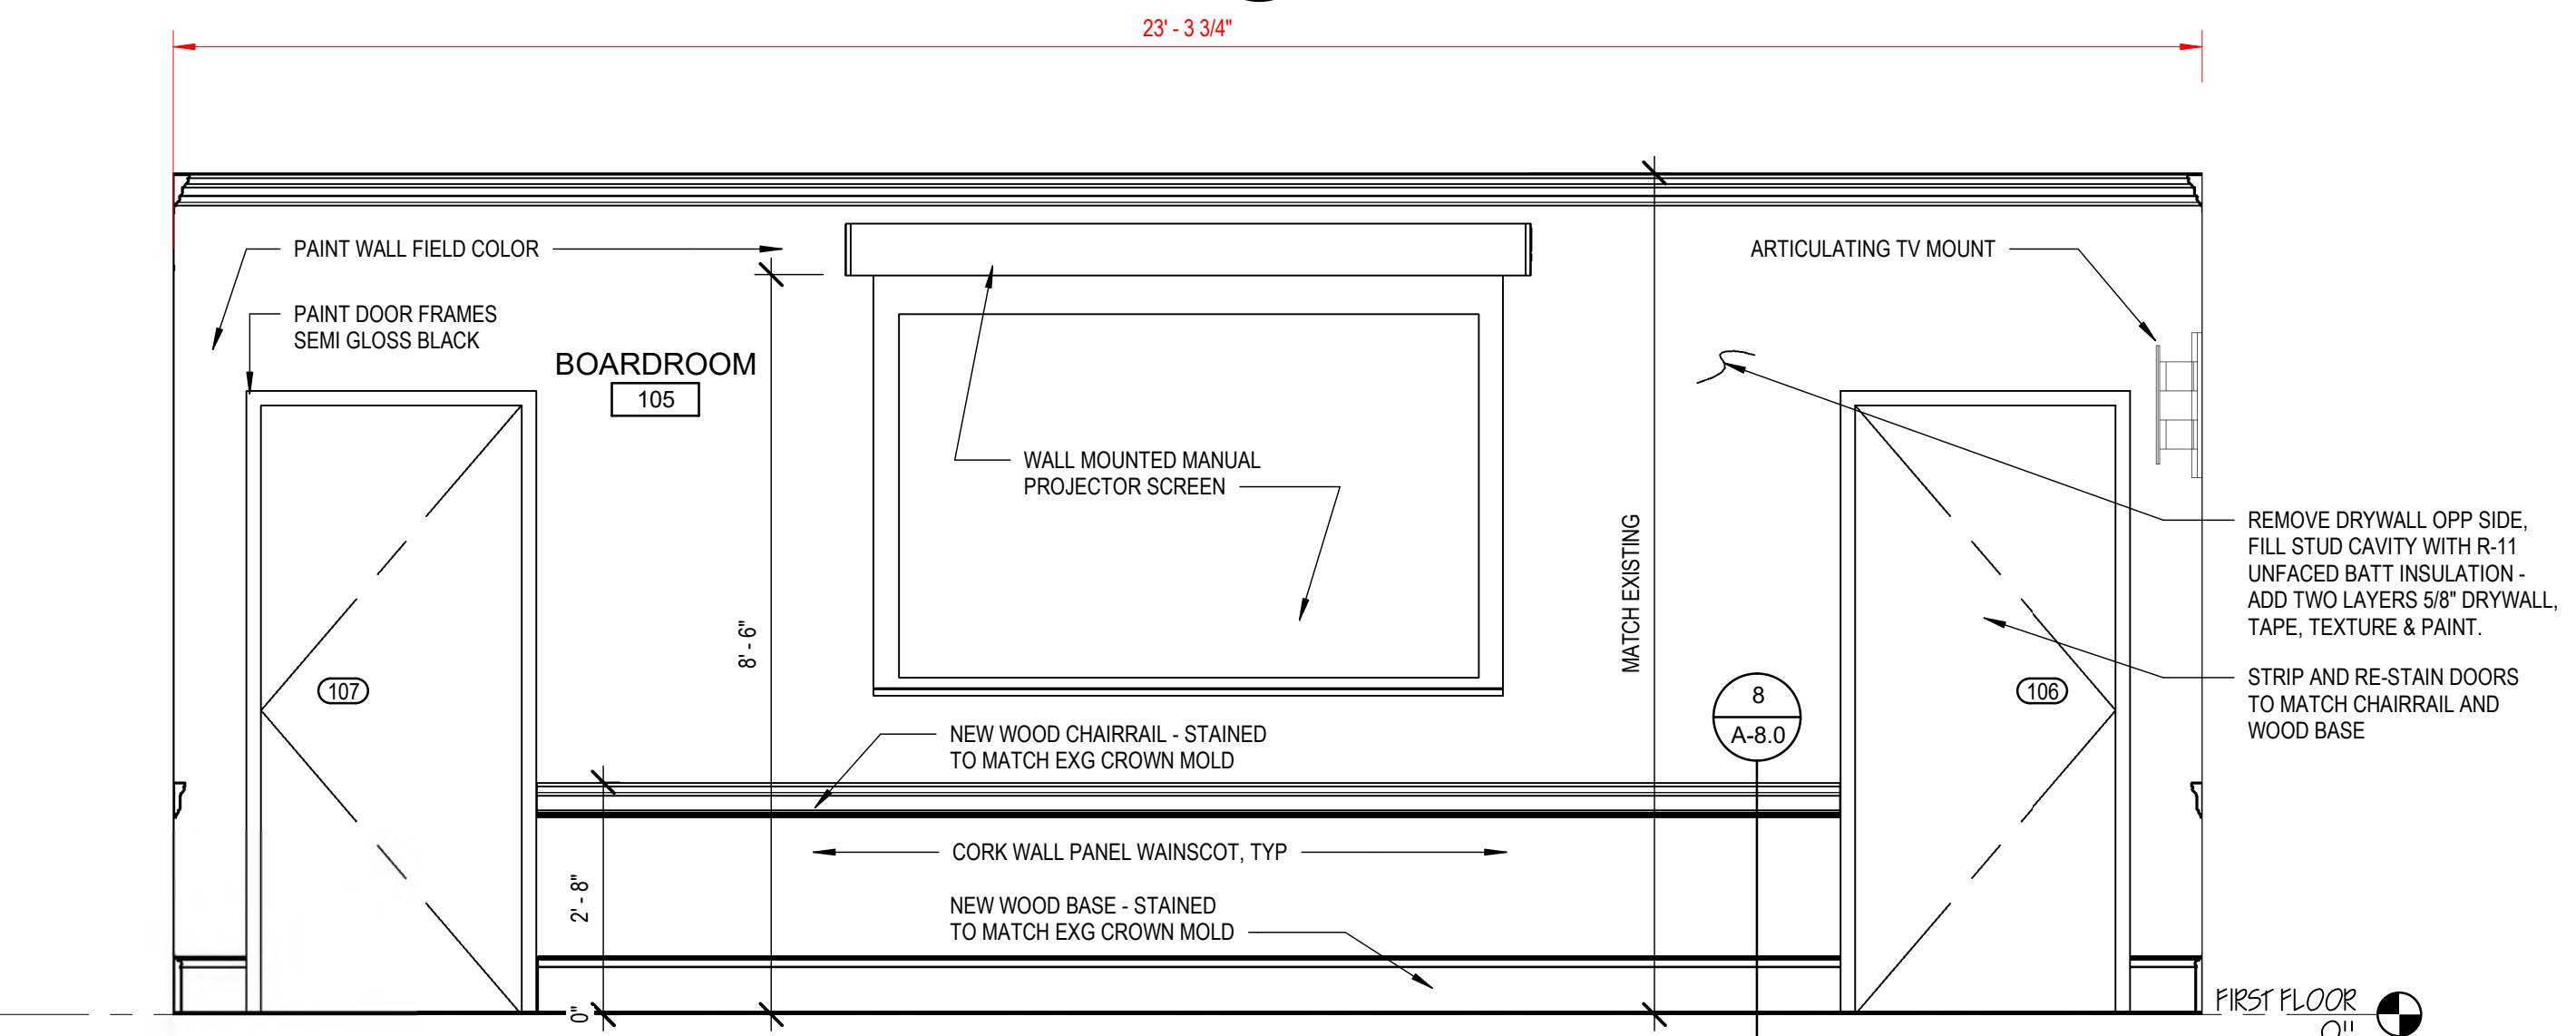 23' - 3 3/4"
PAINT WALL FIELD COLOR
ARTICULATING TV MOUNT
PAINT DOOR FRAMES
SEMI GLOSS BLACK
BOARDROOM
105
WALL MOUNTED MANUAL
PROJECTOR SCREEN
8' - 6"
MATCH EXISTING
REMOVE DRYWALL OPP SIDE,
FILL STUD CAVITY WITH R-11
UNFACED BATT INSULATION -
ADD TWO LAYERS 5/8" DRYWALL,
TAPE, TEXTURE & PAINT.
107
106
8
A-8.0
STRIP AND RE-STAIN DOORS
TO MATCH CHAIRRAIL AND
WOOD BASE
NEW WOOD CHAIRRAIL - STAINED
TO MATCH EXG CROWN MOLD
CORK WALL PANEL WAINSCOT, TYP
2' - 8"
NEW WOOD BASE - STAINED
TO MATCH EXG CROWN MOLD
0"
FIRST FLOOR
0"